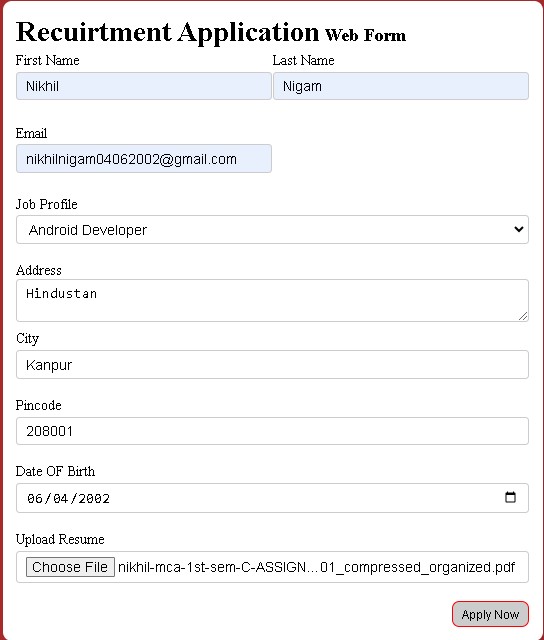 Recuirtment Application Web Form
First Name Last Name
Nikhil Nigam
Email
nikhilnigam04062002@gmail.com
Job Profile
Android Developer
Address
Hindustan
City
Kanpur
Pincode
208001
Date OF Birth
06/04/2002
Upload Resume
Choose File nikhil-mca-1st-sem-C-ASSIGN...01_compressed_organized.pdf
Apply Now